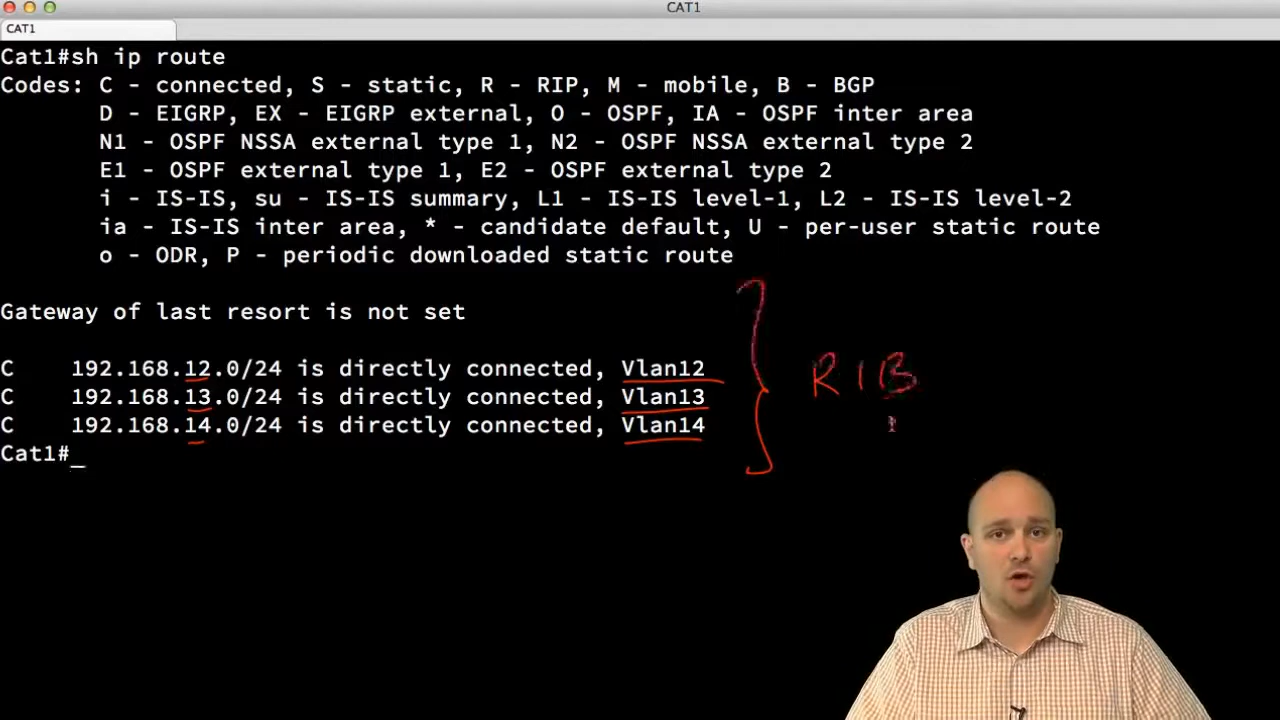 CAT1
CAT1
Cat1#sh ip route
Codes: C - connected, S - static, R - RIP, M - mobile, B - BGP
D - EIGRP, EX - EIGRP external, O - OSPF, IA - OSPF inter area
N1 - OSPF NSSA external type 1, N2 - OSPF NSSA external type 2
E1 - OSPF external type 1, E2 - OSPF external type 2
i - IS-IS, su - IS-IS summary, L1 - IS-IS level-1, L2 - IS-IS level-2
ia - IS-IS inter area, * - candidate default, U - per-user static route
o - ODR, P - periodic downloaded static route
Gateway of last resort is not set
C 192.168.12.0/24 is directly connected, Vlan12
C 192.168.13.0/24 is directly connected, Vlan13
C 192.168.14.0/24 is directly connected, Vlan14
Cat1#_
RIB